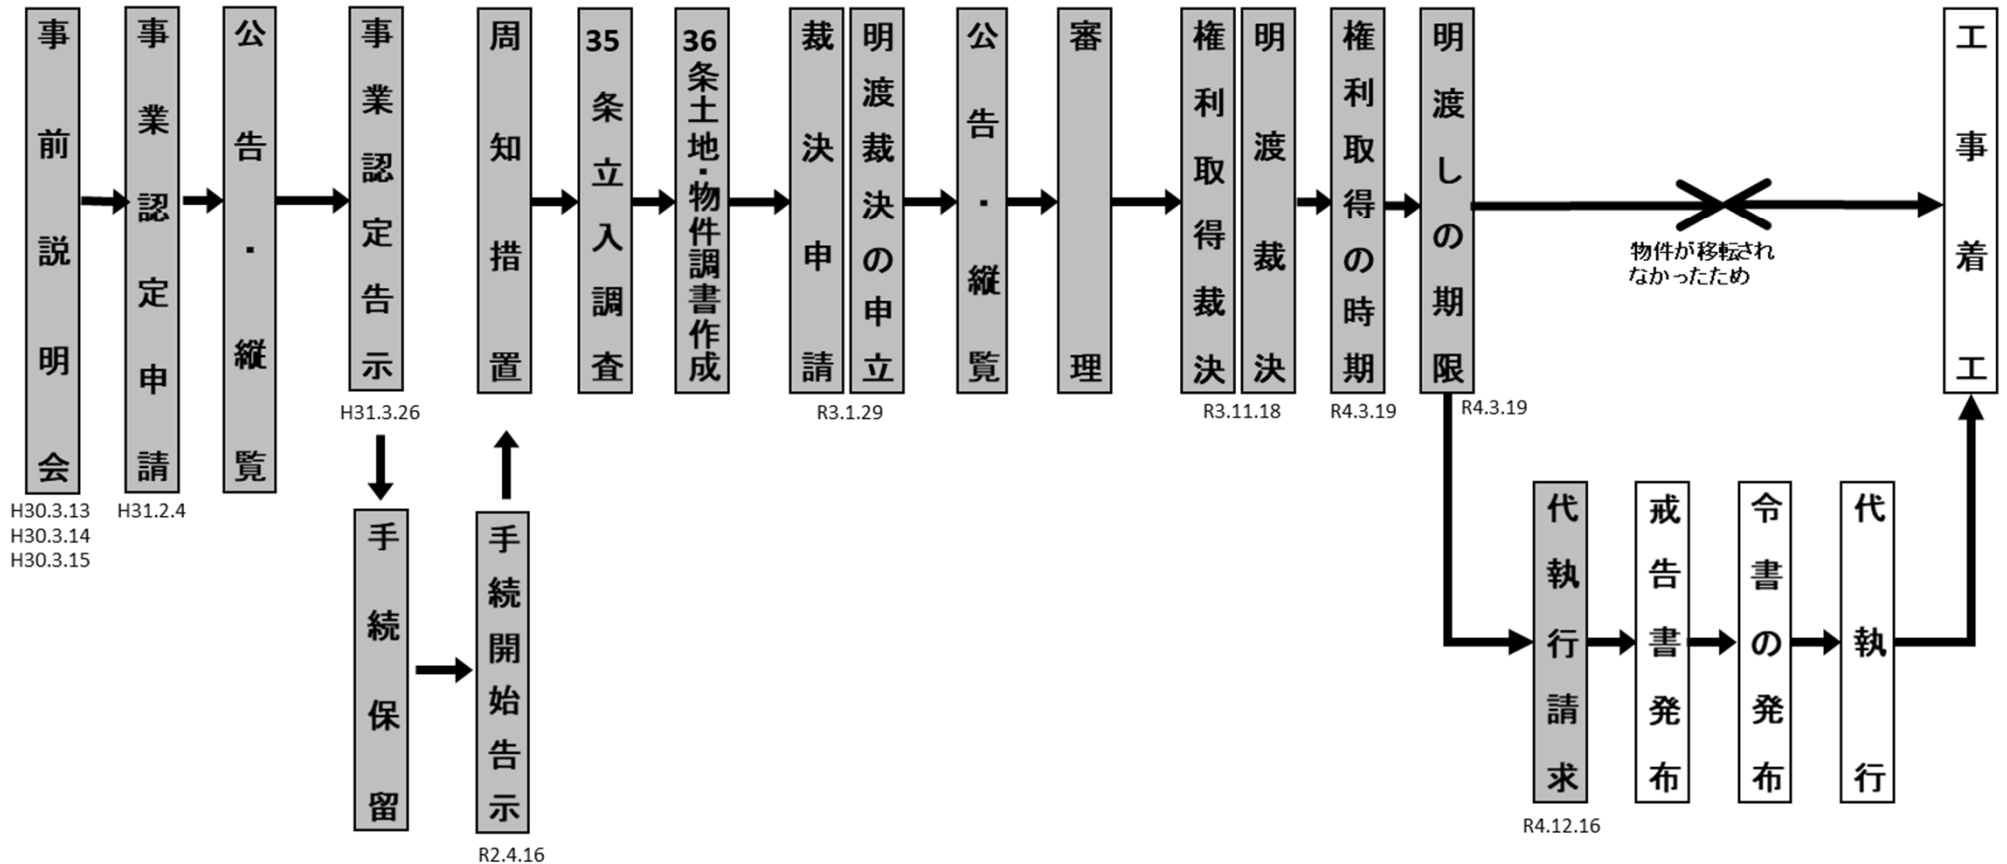 事前説明会
H30.3.13
H30.3.14
H30.3.15
事業認定申請
H31.2.4
公告・縦覧
事業認定告示
H31.3.26
手続保留
手続開始告示
R2.4.16
周知措置
35条立入調査
36条土地・物件調書作成
裁決申請
明渡裁決の申立
R3.1.29
公告・縦覧
審理
権利取得裁決
明渡裁決
R3.11.18
権利取得の時期
R4.3.19
明渡しの期限
R4.3.19
物件が移転され
なかったため
代執行請求
R4.12.16
戒告書発布
令書の発布
代執行
工事着工